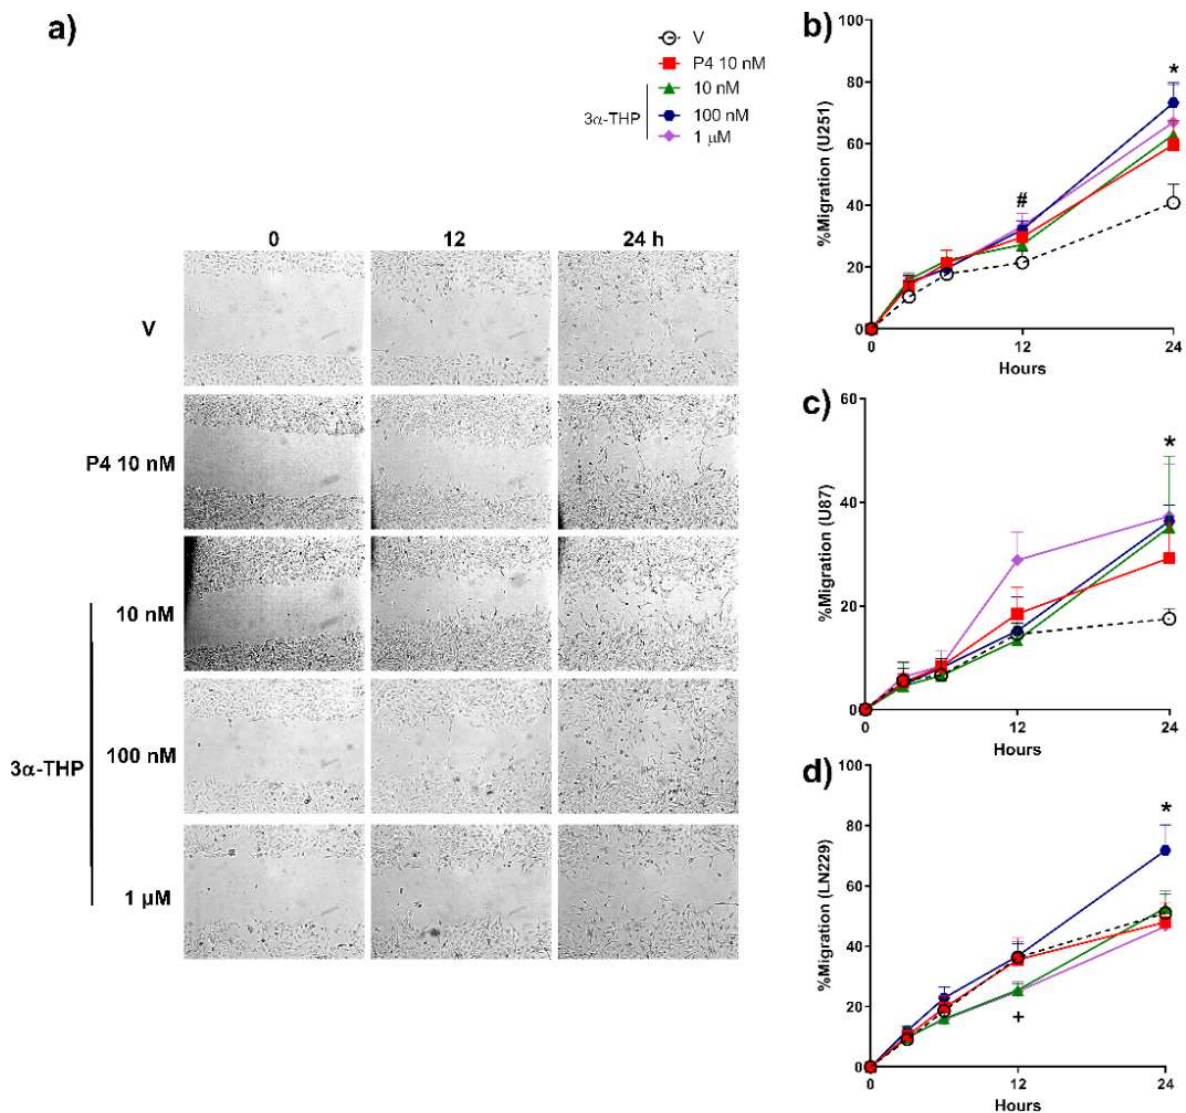 a)
V
P4 10 nM
10 nM
3α-THP
100 nM
1 μM
0 12 24 h
V
P4 10 nM
10 nM
3α-THP
100 nM
1 μM
b)
100
80
60
40
20
0
%Migration (U251)
#
*
0 12 24
Hours
c)
60
40
20
0
%Migration (U87)
*
0 12 24
Hours
d)
100
80
60
40
20
0
%Migration (LN229)
*
+
0 12 24
Hours